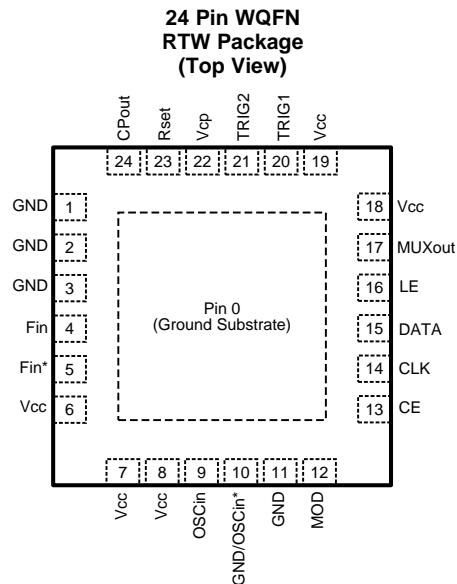 24 Pin WQFN
RTW Package
(Top View)
CPout
Rset
Vcp
TRIG2
TRIG1
Vcc
24 23 22 21 20 19
GND 1
GND 2
GND 3
Fin 4
Fin* 5
Vcc 6
Pin 0
(Ground Substrate)
18 Vcc
17 MUXout
16 LE
15 DATA
14 CLK
13 CE
7 8 9 10 11 12
Vcc
Vcc
OSCin
GND/OSCin*
GND
MOD